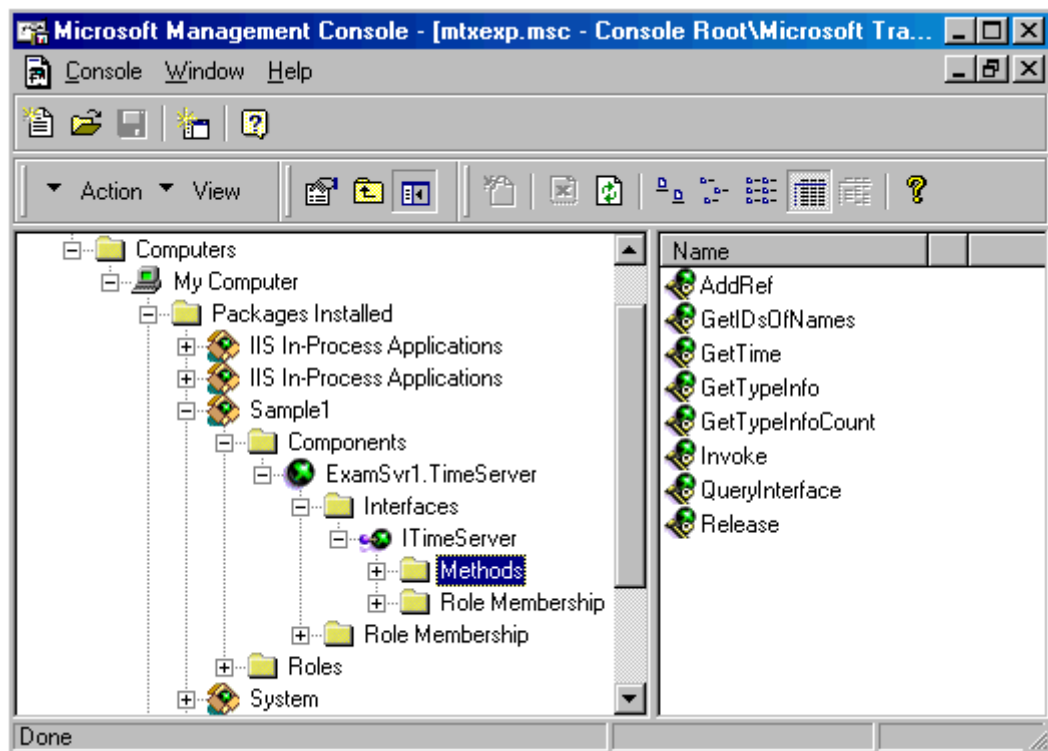 Microsoft Management Console - [mtxexp.msc - Console Root\Microsoft Tra...
Console Window Help
Action View
Computers
My Computer
Packages Installed
IIS In-Process Applications
IIS In-Process Applications
Sample1
Components
ExamSvr1.TimeServer
Interfaces
ITimeServer
Methods
Role Membership
Role Membership
Roles
System
Name
AddRef
GetIDsOfNames
GetTime
GetTypeInfo
GetTypeInfoCount
Invoke
QueryInterface
Release
Done